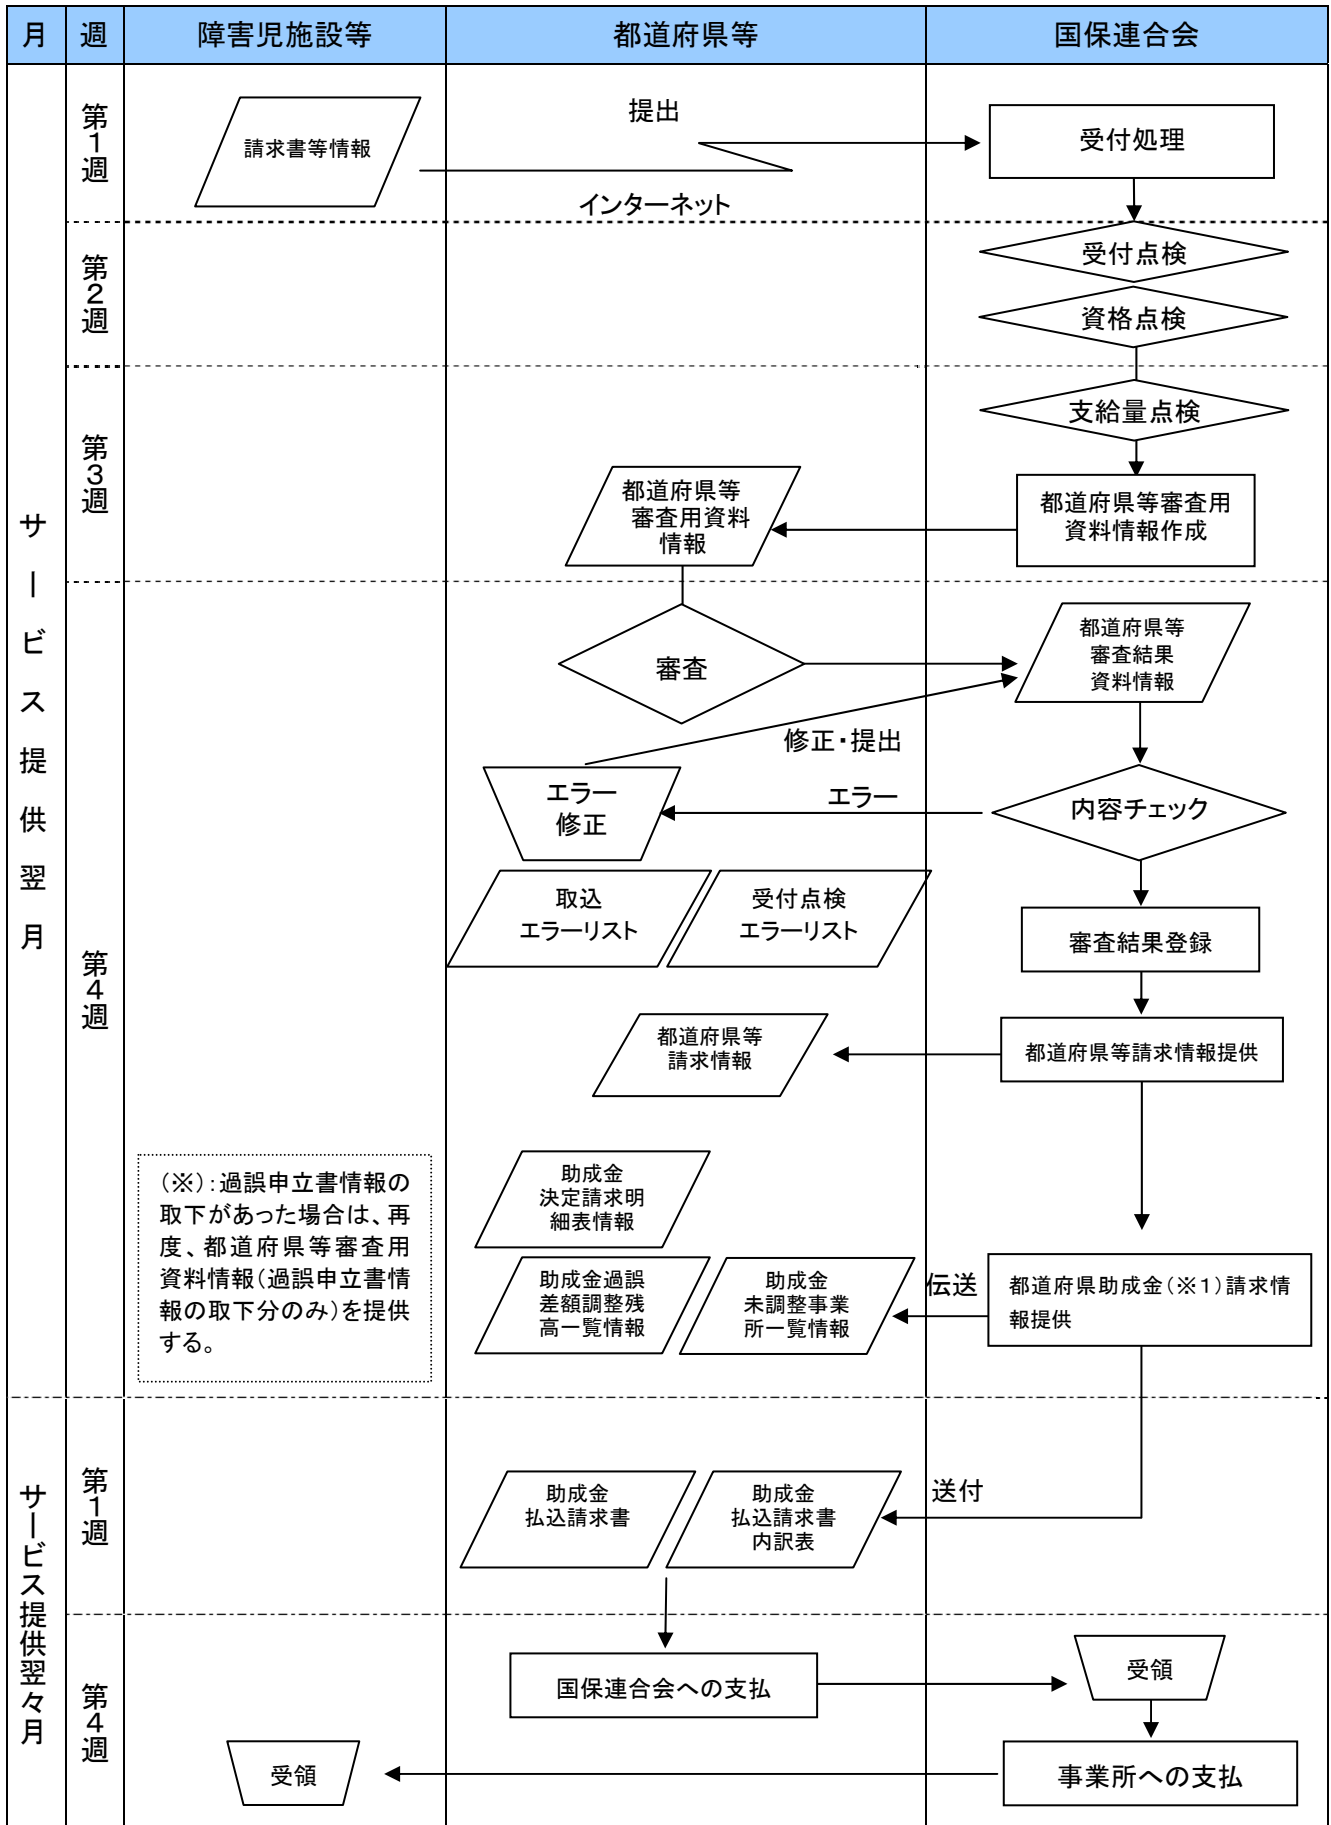 月 週 障害児施設等 都道府県等 国保連合会
サービス提供翌月
第1週
請求書等情報
提出
インターネット
受付処理
第2週
受付点検
資格点検
第3週
支給量点検
都道府県等
審査用資料
情報
都道府県等審査用
資料情報作成
第4週
審査
都道府県等
審査結果
資料情報
修正・提出
エラー
修正
エラー
内容チェック
取込
エラーリスト
受付点検
エラーリスト
審査結果登録
都道府県等
請求情報
都道府県等請求情報提供
(※):過誤申立書情報の
取下があった場合は、再
度、都道府県等審査用
資料情報(過誤申立書情
報の取下分のみ)を提供
する。
助成金
決定請求明
細表情報
助成金過誤
差額調整残
高一覧情報
助成金
未調整事業
所一覧情報
伝送
都道府県助成金(※1)請求情
報提供
サービス提供翌々月
第1週
助成金
払込請求書
助成金
払込請求書
内訳表
送付
第4週
国保連合会への支払
受領
受領
事業所への支払